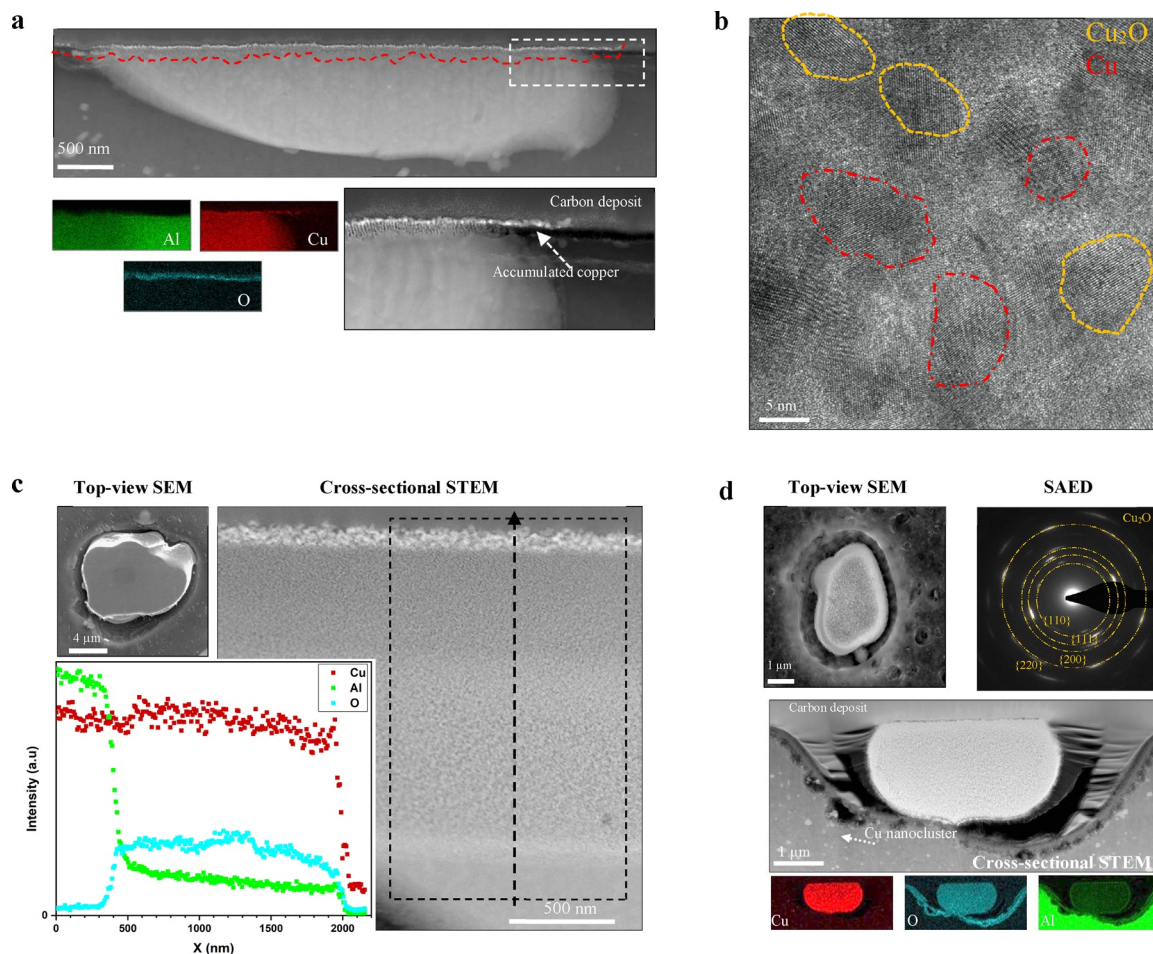 a
500 nm
Al
Cu
O
Carbon deposit
Accumulated copper
b
Cu₂O
Cu
5 nm
c
Top-view SEM
Cross-sectional STEM
4 μm
Cu
Al
O
Intensity (a.u)
0
0
500
1000
1500
2000
X (nm)
500 nm
d
Top-view SEM
SAED
1 μm
Cu₂O
{110}
{111}
{200}
{220}
Carbon deposit
Cu nanocluster
1 μm
Cross-sectional STEM
Cu
O
Al